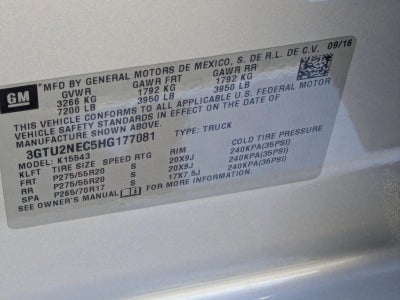 MFD BY GENERAL MOTORS DE MEXICO, S. DE R.L. DE C.V. 09/16
GM
GVWR GAWR FRT GAWR RR
3266 KG 1792 KG 1792 KG
7200 LB 3950 LB 3950 LB
THIS VEHICLE CONFORMS TO ALL APPLICABLE U.S. FEDERAL MOTOR
VEHICLE SAFETY STANDARDS IN EFFECT ON THE DATE OF
MANUFACTURE SHOWN ABOVE.
3GTU2NEC5HG177081 TYPE: TRUCK
MODEL: K15543
KLFT TIRE SIZE SPEED RTG RIM COLD TIRE PRESSURE
FRT P275/55R20 S 20X9J 240KPA(35PSI)
RR P275/55R20 S 20X9J 240KPA(35PSI)
SPA P265/70R17 S 17X7.5J 240KPA(35PSI)
SEE OWNER'S MANUAL FOR